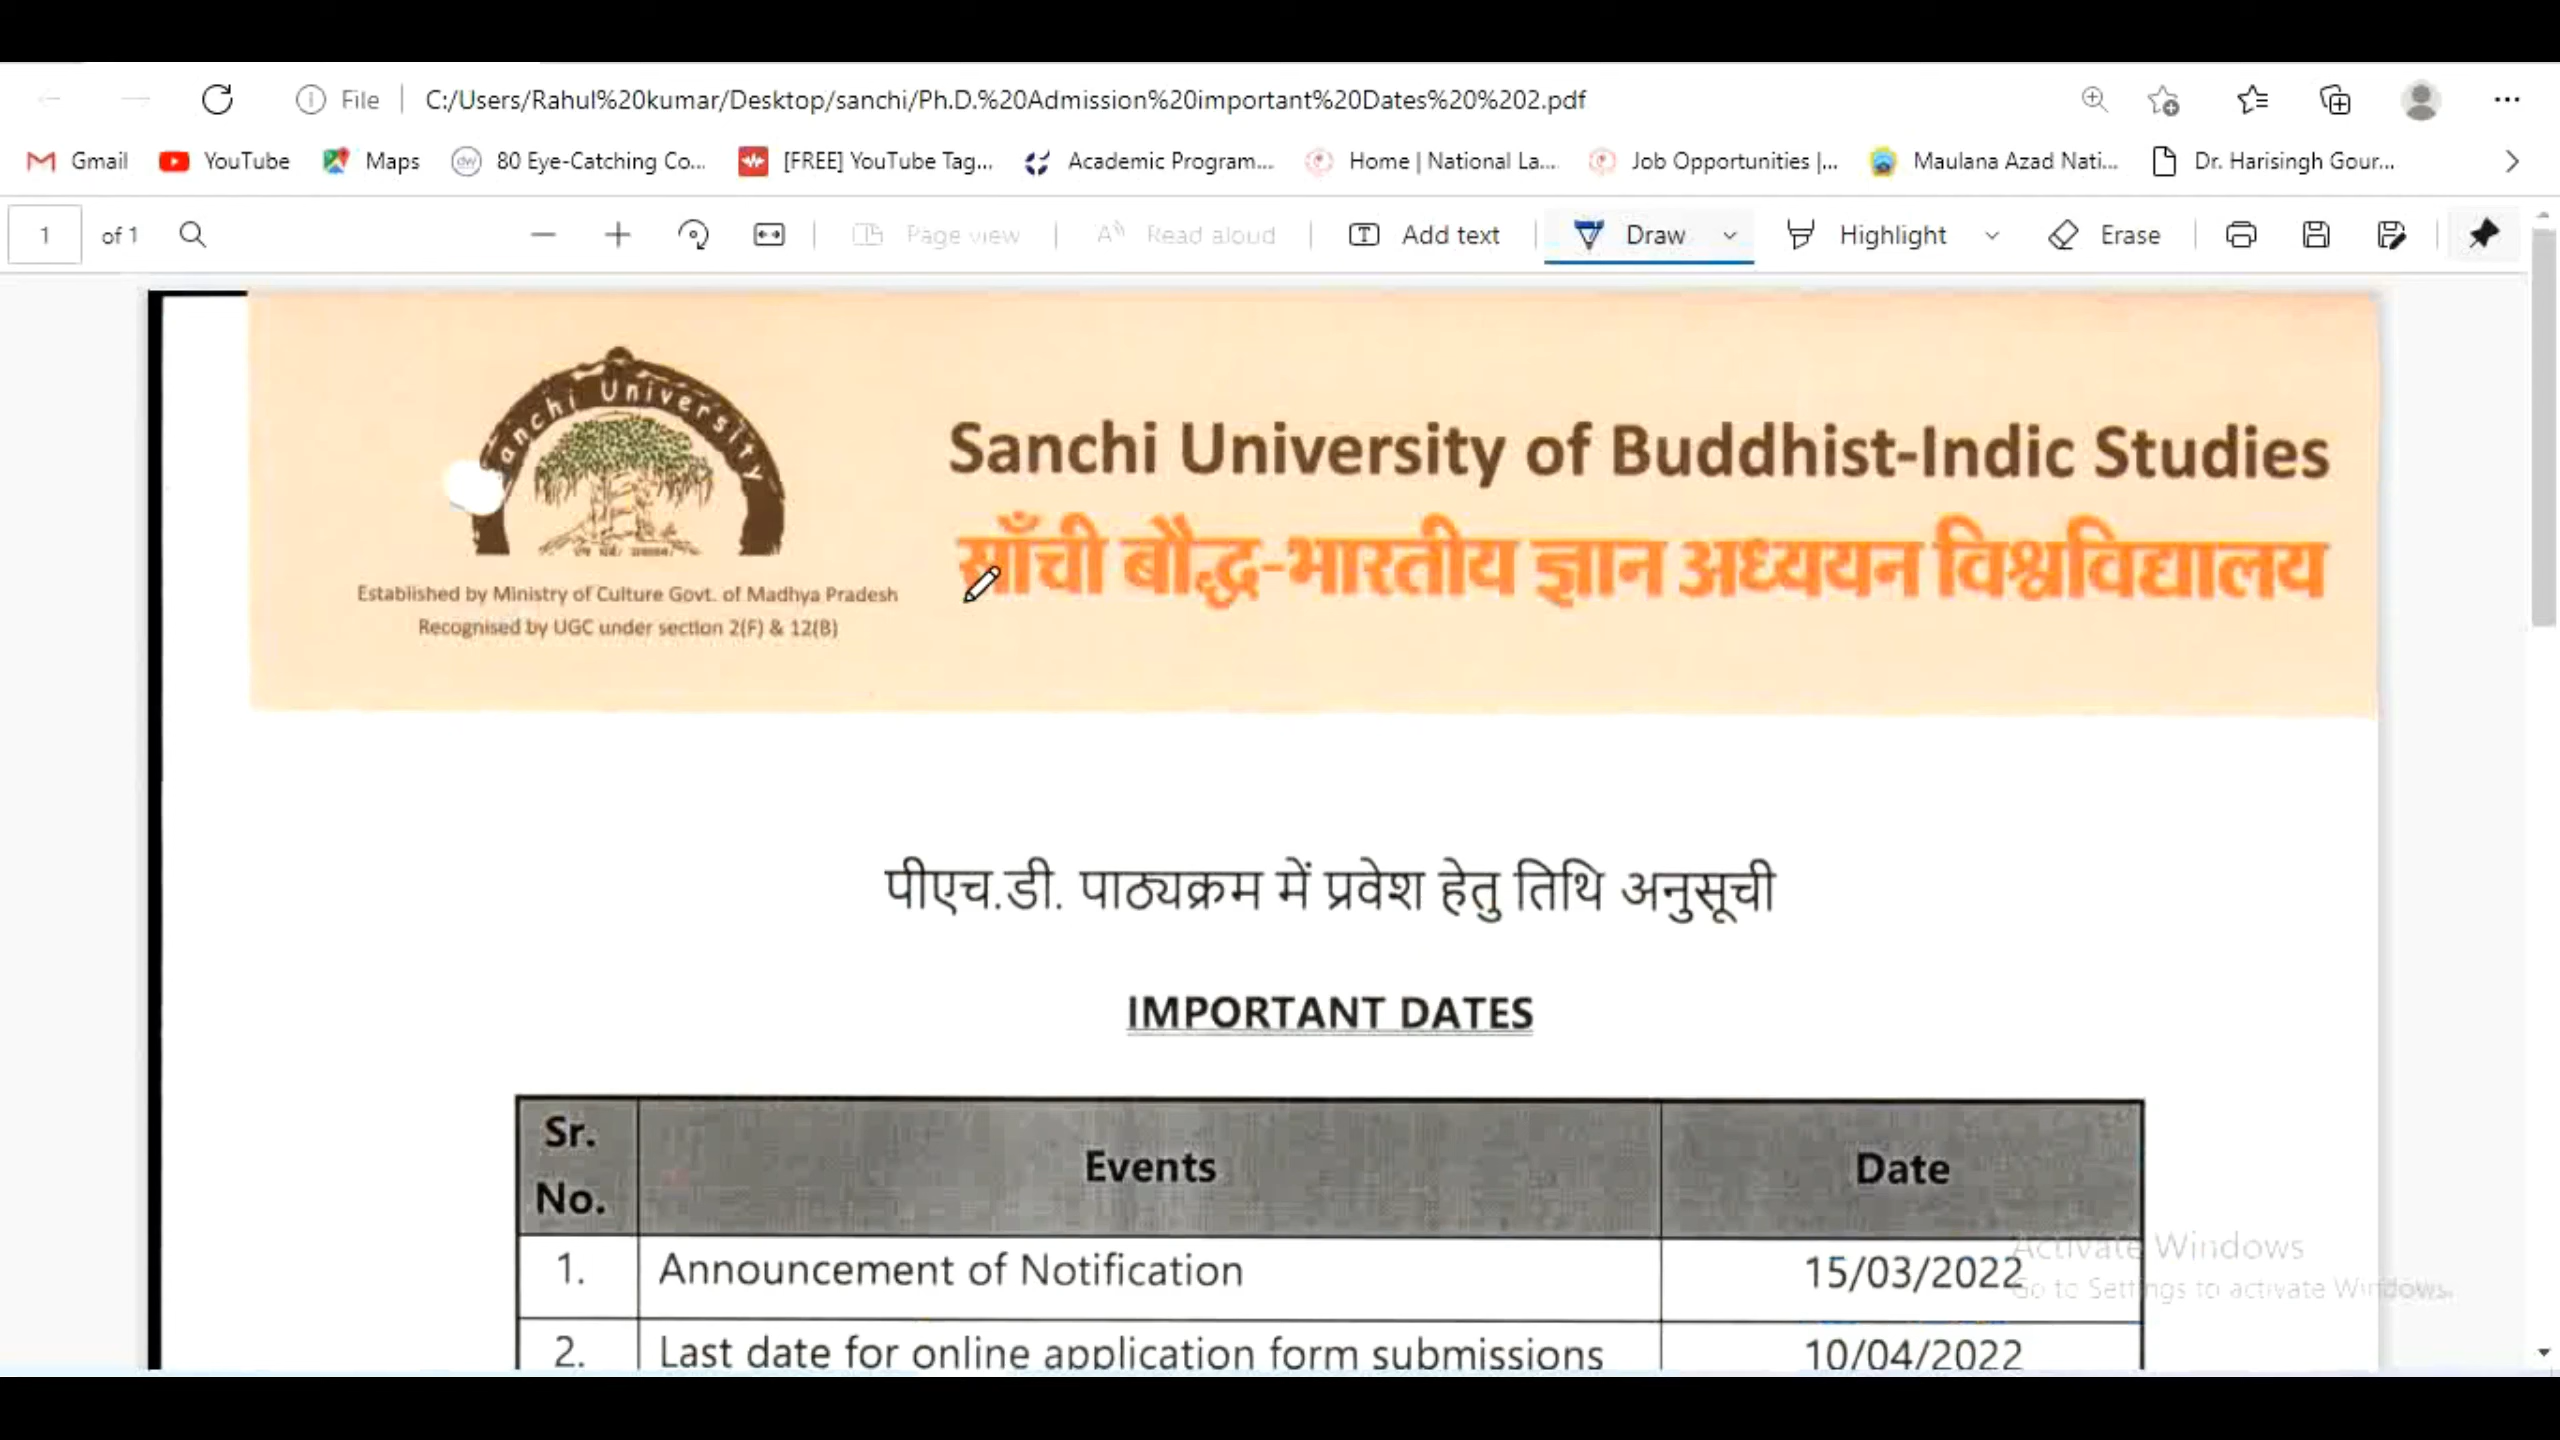 File C:/Users/Rahul%20kumar/Desktop/sanchi/Ph.D.%20Admission%20important%20Dates%20%202.pdf
Gmail YouTube Maps 80 Eye-Catching Co... [FREE] YouTube Tag... Academic Program... Home | National La... Job Opportunities |... Maulana Azad Nati... Dr. Harisingh Gour...
1 of 1 Page view Read aloud Add text Draw Highlight Erase
Sanchi University
Sanchi University of Buddhist-Indic Studies
साँची बौद्ध-भारतीय ज्ञान अध्ययन विश्वविद्यालय
Established by Ministry of Culture Govt. of Madhya Pradesh
Recognised by UGC under section 2(F) & 12(B)
पीएच.डी. पाठ्यक्रम में प्रवेश हेतु तिथि अनुसूची
IMPORTANT DATES
Sr. No. Events Date
1. Announcement of Notification 15/03/2022
2. Last date for online application form submissions 10/04/2022
Activate Windows
Go to Settings to activate Windows.